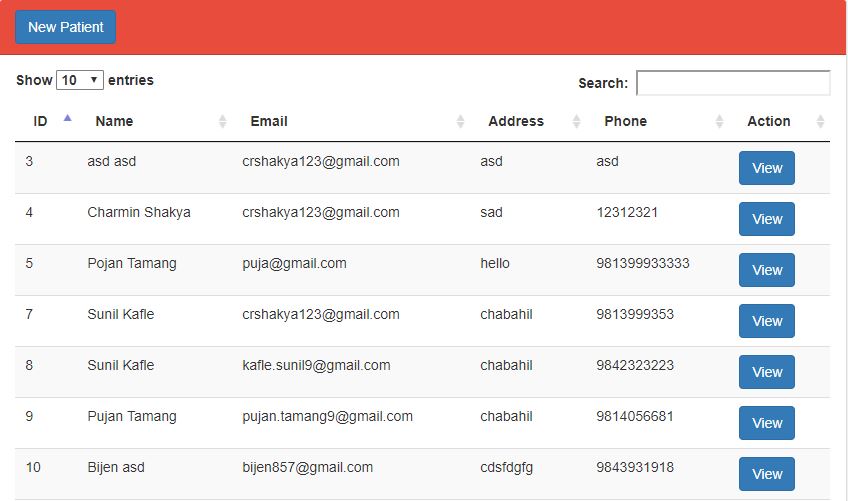 New Patient
Show 10 entries Search:
ID Name Email Address Phone Action
3 asd asd crshakya123@gmail.com asd asd View
4 Charmin Shakya crshakya123@gmail.com sad 12312321 View
5 Pojan Tamang puja@gmail.com hello 981399933333 View
7 Sunil Kafle crshakya123@gmail.com chabahil 9813999353 View
8 Sunil Kafle kafle.sunil9@gmail.com chabahil 9842323223 View
9 Pujan Tamang pujan.tamang9@gmail.com chabahil 9814056681 View
10 Bijen asd bijen857@gmail.com cdsfdgfg 9843931918 View